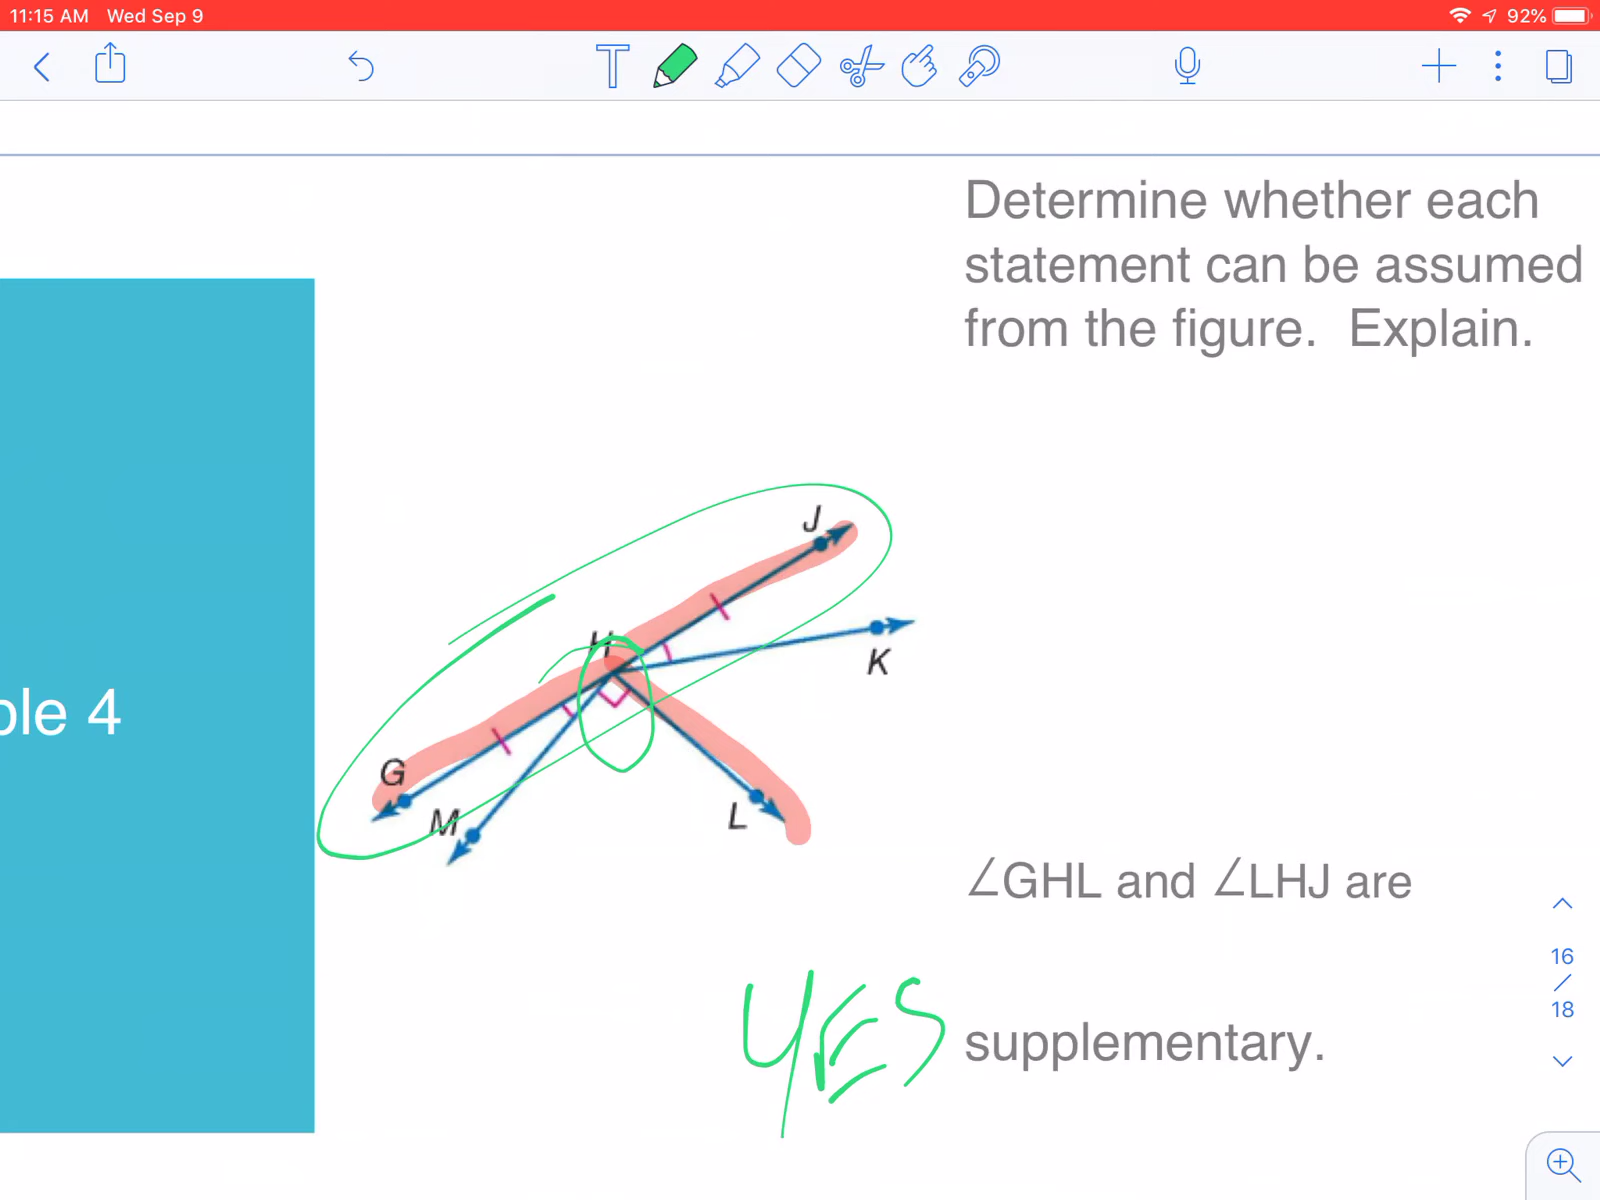 11:15 AM Wed Sep 9
92%
T
Determine whether each
statement can be assumed
from the figure. Explain.
ple 4
J
H
K
G
M
L
∠GHL and ∠LHJ are
YES
supplementary.
16
/
18